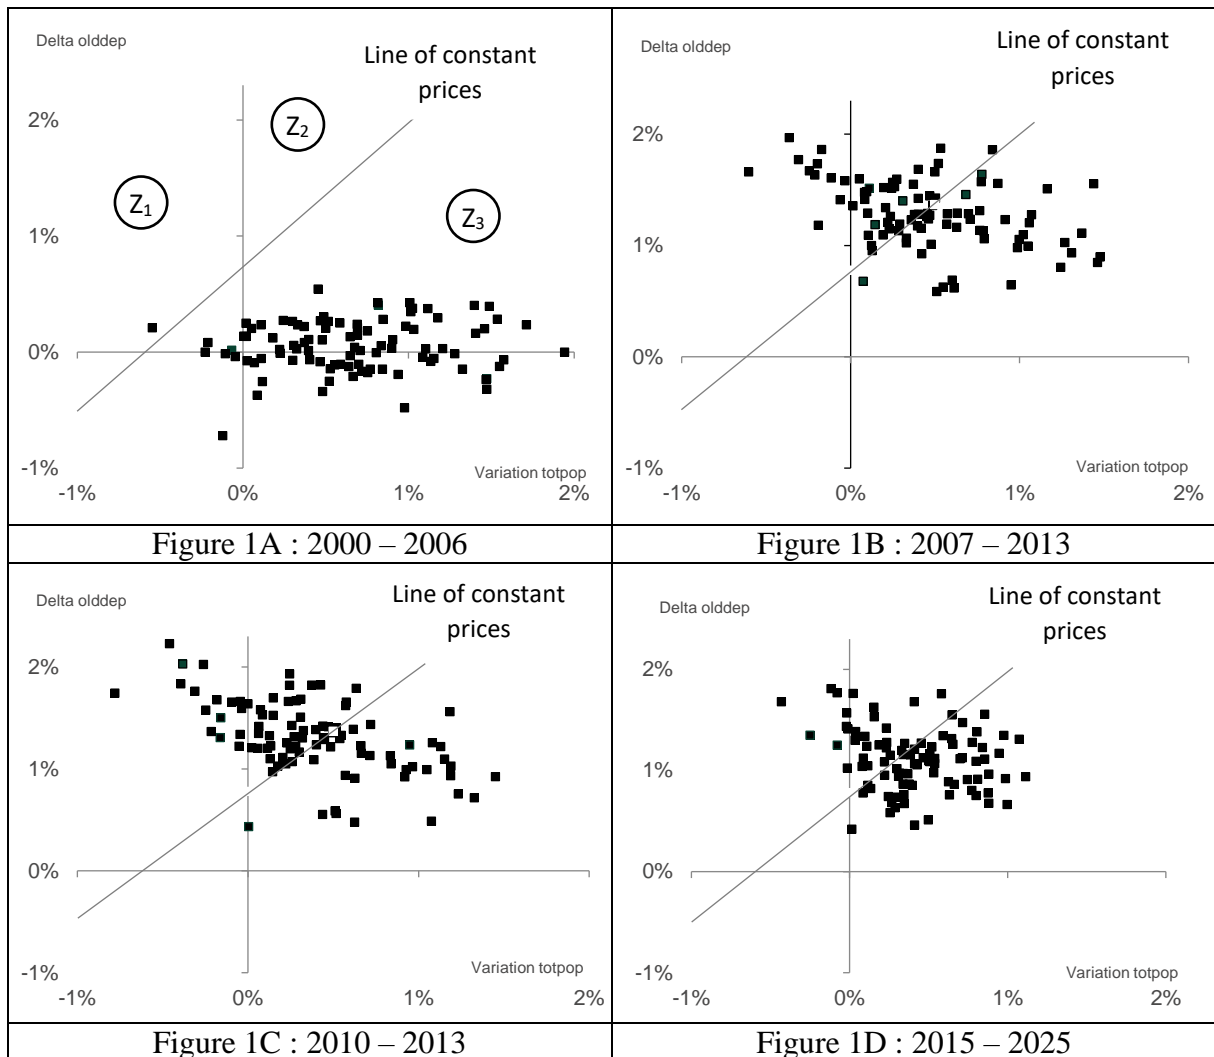 Delta olddep
Line of constant
prices
Z1
Z2
Z3
2%
1%
0%
-1%
Variation totpop
-1%
0%
1%
2%
Figure 1A : 2000 – 2006
Delta olddep
Line of constant
prices
2%
1%
0%
-1%
Variation totpop
-1%
0%
1%
2%
Figure 1B : 2007 – 2013
Delta olddep
Line of constant
prices
2%
1%
0%
-1%
Variation totpop
-1%
0%
1%
2%
Figure 1C : 2010 – 2013
Delta olddep
Line of constant
prices
2%
1%
0%
-1%
Variation totpop
-1%
0%
1%
2%
Figure 1D : 2015 – 2025